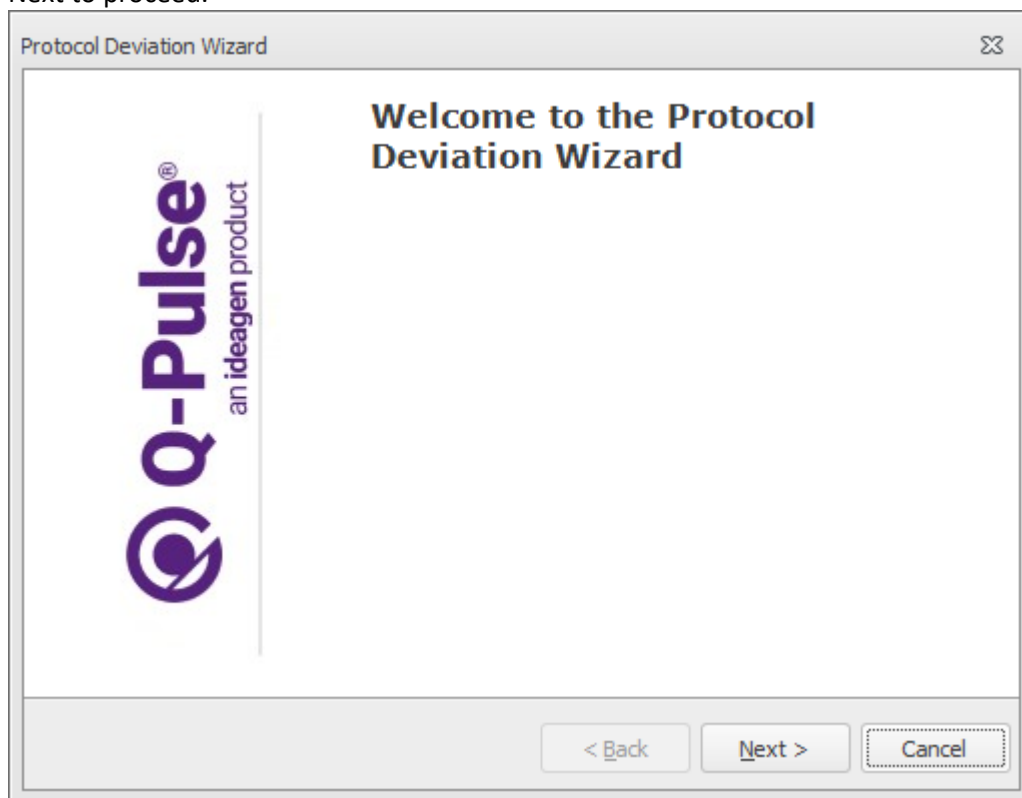 Next to proceed.
Protocol Deviation Wizard
Welcome to the Protocol
Deviation Wizard
Q-Pulse®
an ideagen product
< Back
Next >
Cancel